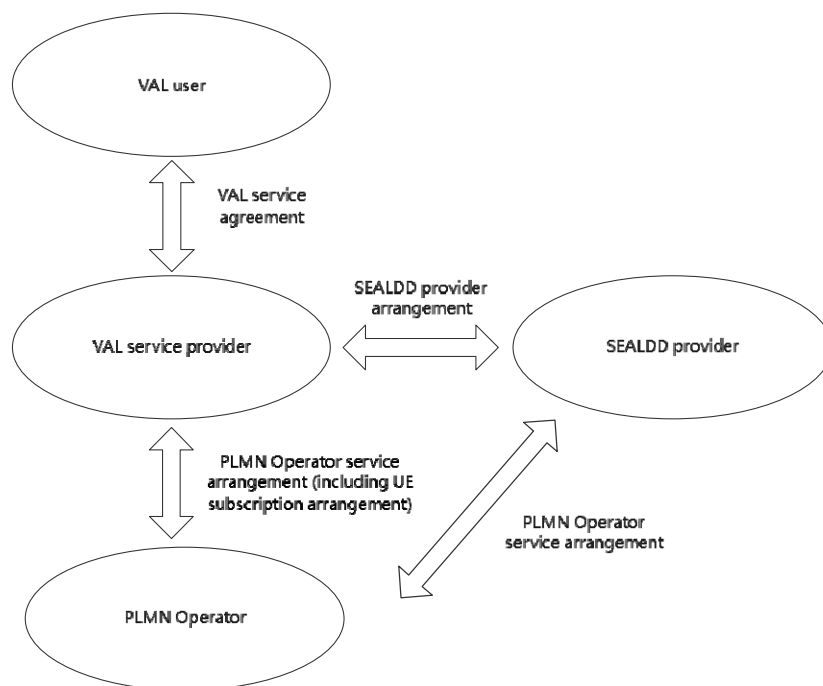 VAL user
VAL service
agreement
SEALDD provider
arrangement
VAL service provider
SEALDD provider
PLMN Operator service
arrangement (including UE
subscription arrangement)
PLMN Operator
service arrangement
PLMN Operator